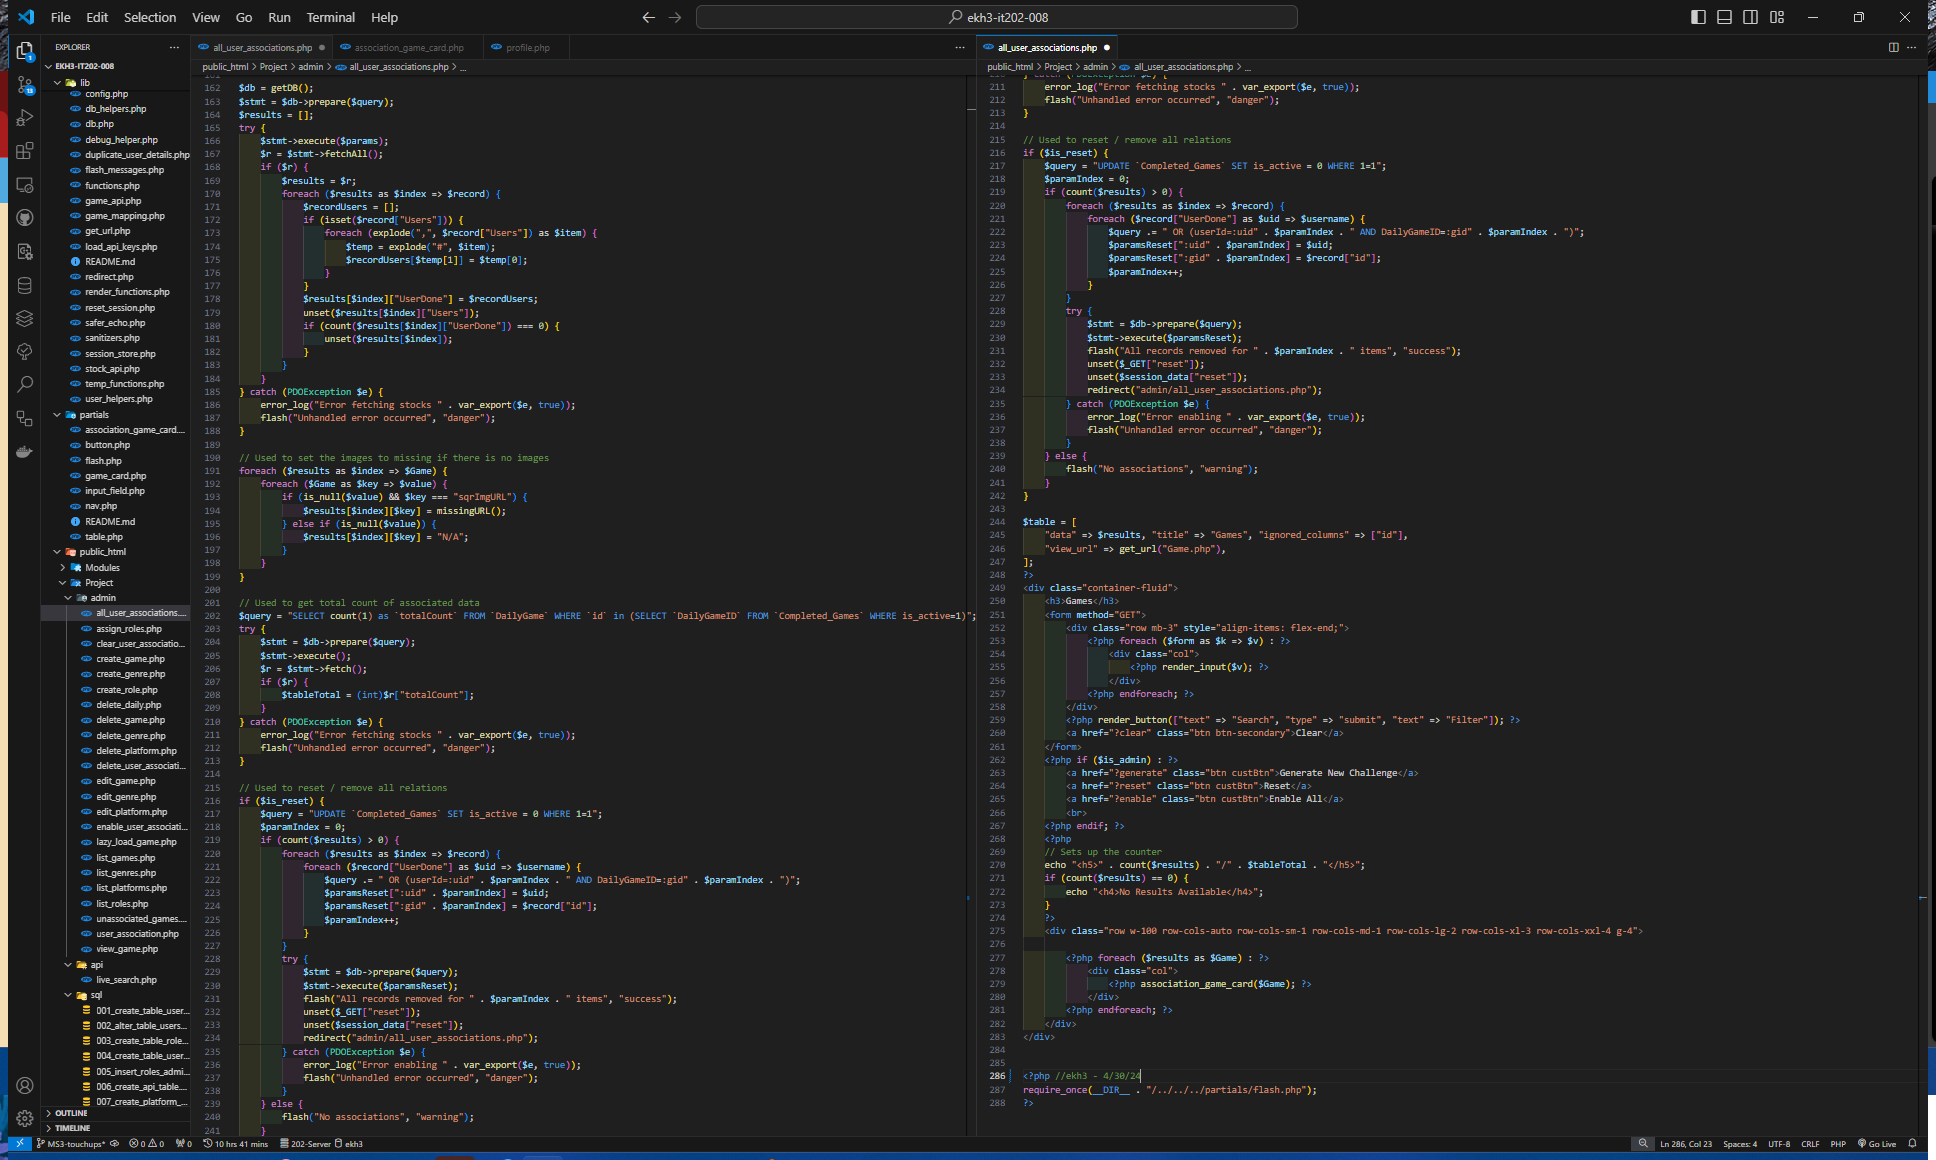 File Edit Selection View Go Run Terminal Help
ekh3-it202-008
EXPLORER
EKH3-IT202-008
lib
config.php
db_helpers.php
db.php
debug_helper.php
duplicate_user_details.php
flash_messages.php
functions.php
game_api.php
game_mapping.php
get_url.php
load_api_keys.php
README.md
redirect.php
render_functions.php
reset_session.php
safer_echo.php
sanitizers.php
session_store.php
stock_api.php
temp_functions.php
user_helpers.php
partials
association_game_card....
button.php
flash.php
game_card.php
input_field.php
nav.php
README.md
table.php
public_html
Modules
Project
admin
all_user_associations....
assign_roles.php
clear_user_associatio...
create_game.php
create_genre.php
create_role.php
delete_daily.php
delete_game.php
delete_genre.php
delete_platform.php
delete_user_associati...
edit_game.php
edit_genre.php
edit_platform.php
enable_user_associati...
lazy_load_game.php
list_games.php
list_genres.php
list_platforms.php
list_roles.php
unassociated_games....
user_association.php
view_game.php
api
live_search.php
sql
001_create_table_user...
002_alter_table_users...
003_create_table_role...
004_create_table_user...
005_insert_roles_admi...
006_create_api_table....
007_create_platform_...
OUTLINE
TIMELINE
all_user_associations.php association_game_card.php profile.php
public_html > Project > admin > all_user_associations.php > ...
162 $db = getDB();
163 $stmt = $db->prepare($query);
164 $results = [];
165 try {
166 $stmt->execute($params);
167 $r = $stmt->fetchAll();
168 if ($r) {
169 $results = $r;
170 foreach ($results as $index => $record) {
171 $recordUsers = [];
172 if (isset($record["Users"])) {
173 foreach (explode(",", $record["Users"]) as $item) {
174 $temp = explode("#", $item);
175 $recordUsers[$temp[1]] = $temp[0];
176 }
177 }
178 $results[$index]["UserDone"] = $recordUsers;
179 unset($results[$index]["Users"]);
180 if (count($results[$index]["UserDone"]) === 0) {
181 unset($results[$index]);
182 }
183 }
184 }
185 } catch (PDOException $e) {
186 error_log("Error fetching stocks " . var_export($e, true));
187 flash("Unhandled error occurred", "danger");
188 }
189
190 // Used to set the images to missing if there is no images
191 foreach ($results as $index => $Game) {
192 foreach ($Game as $key => $value) {
193 if (is_null($value) && $key === "sqrImgURL") {
194 $results[$index][$key] = missingURL();
195 } else if (is_null($value)) {
196 $results[$index][$key] = "N/A";
197 }
198 }
199 }
200
201 // Used to get total count of associated data
202 $query = "SELECT count(1) as `totalCount` FROM `DailyGame` WHERE `id` in (SELECT `DailyGameID` FROM `Completed_Games` WHERE is_active=1)";
203 try {
204 $stmt = $db->prepare($query);
205 $stmt->execute();
206 $r = $stmt->fetch();
207 if ($r) {
208 $tableTotal = (int)$r["totalCount"];
209 }
210 } catch (PDOException $e) {
211 error_log("Error fetching stocks " . var_export($e, true));
212 flash("Unhandled error occurred", "danger");
213 }
214
215 // Used to reset / remove all relations
216 if ($is_reset) {
217 $query = "UPDATE `Completed_Games` SET is_active = 0 WHERE 1=1";
218 $paramIndex = 0;
219 if (count($results) > 0) {
220 foreach ($results as $index => $record) {
221 foreach ($record["UserDone"] as $uid => $username) {
222 $query .= " OR (userId=:uid" . $paramIndex . " AND DailyGameID=:gid" . $paramIndex . ")";
223 $paramsReset[":uid" . $paramIndex] = $uid;
224 $paramsReset[":gid" . $paramIndex] = $record["id"];
225 $paramIndex++;
226 }
227 }
228 try {
229 $stmt = $db->prepare($query);
230 $stmt->execute($paramsReset);
231 flash("All records removed for " . $paramIndex . " items", "success");
232 unset($_GET["reset"]);
233 unset($session_data["reset"]);
234 redirect("admin/all_user_associations.php");
235 } catch (PDOException $e) {
236 error_log("Error enabling " . var_export($e, true));
237 flash("Unhandled error occurred", "danger");
238 }
239 } else {
240 flash("No associations", "warning");
241 }
all_user_associations.php
public_html > Project > admin > all_user_associations.php > ...
211 error_log("Error fetching stocks " . var_export($e, true));
212 flash("Unhandled error occurred", "danger");
213 }
214
215 // Used to reset / remove all relations
216 if ($is_reset) {
217 $query = "UPDATE `Completed_Games` SET is_active = 0 WHERE 1=1";
218 $paramIndex = 0;
219 if (count($results) > 0) {
220 foreach ($results as $index => $record) {
221 foreach ($record["UserDone"] as $uid => $username) {
222 $query .= " OR (userId=:uid" . $paramIndex . " AND DailyGameID=:gid" . $paramIndex . ")";
223 $paramsReset[":uid" . $paramIndex] = $uid;
224 $paramsReset[":gid" . $paramIndex] = $record["id"];
225 $paramIndex++;
226 }
227 }
228 try {
229 $stmt = $db->prepare($query);
230 $stmt->execute($paramsReset);
231 flash("All records removed for " . $paramIndex . " items", "success");
232 unset($_GET["reset"]);
233 unset($session_data["reset"]);
234 redirect("admin/all_user_associations.php");
235 } catch (PDOException $e) {
236 error_log("Error enabling " . var_export($e, true));
237 flash("Unhandled error occurred", "danger");
238 }
239 } else {
240 flash("No associations", "warning");
241 }
242 }
243
244 $table = [
245 "data" => $results, "title" => "Games", "ignored_columns" => ["id"],
246 "view_url" => get_url("Game.php"),
247 ];
248 ?>
249 <div class="container-fluid">
250 <h3>Games</h3>
251 <form method="GET">
252 <div class="row mb-3" style="align-items: flex-end;">
253 <?php foreach ($form as $k => $v) : ?>
254 <div class="col">
255 <?php render_input($v); ?>
256 </div>
257 <?php endforeach; ?>
258 </div>
259 <?php render_button(["text" => "Search", "type" => "submit", "text" => "Filter"]); ?>
260 <a href="?clear" class="btn btn-secondary">Clear</a>
261 </form>
262 <?php if ($is_admin) : ?>
263 <a href="?generate" class="btn custBtn">Generate New Challenge</a>
264 <a href="?reset" class="btn custBtn">Reset</a>
265 <a href="?enable" class="btn custBtn">Enable All</a>
266 <br>
267 <?php endif; ?>
268 <?php
269 // Sets up the counter
270 echo "<h5>" . count($results) . "/" . $tableTotal . "</h5>";
271 if (count($results) == 0) {
272 echo "<h4>No Results Available</h4>";
273 }
274 ?>
275 <div class="row w-100 row-cols-auto row-cols-sm-1 row-cols-md-1 row-cols-lg-2 row-cols-xl-3 row-cols-xxl-4 g-4">
276
277 <?php foreach ($results as $Game) : ?>
278 <div class="col">
279 <?php association_game_card($Game); ?>
280 </div>
281 <?php endforeach; ?>
282 </div>
283 </div>
284
285
286 <?php //ekh3 - 4/30/24
287 require_once(__DIR__ . "/../../../partials/flash.php");
288 ?>
MS3-touchups* 0 0 0 10 hrs 41 mins 202-Server ekh3
Ln 286, Col 23 Spaces: 4 UTF-8 CRLF PHP Go Live